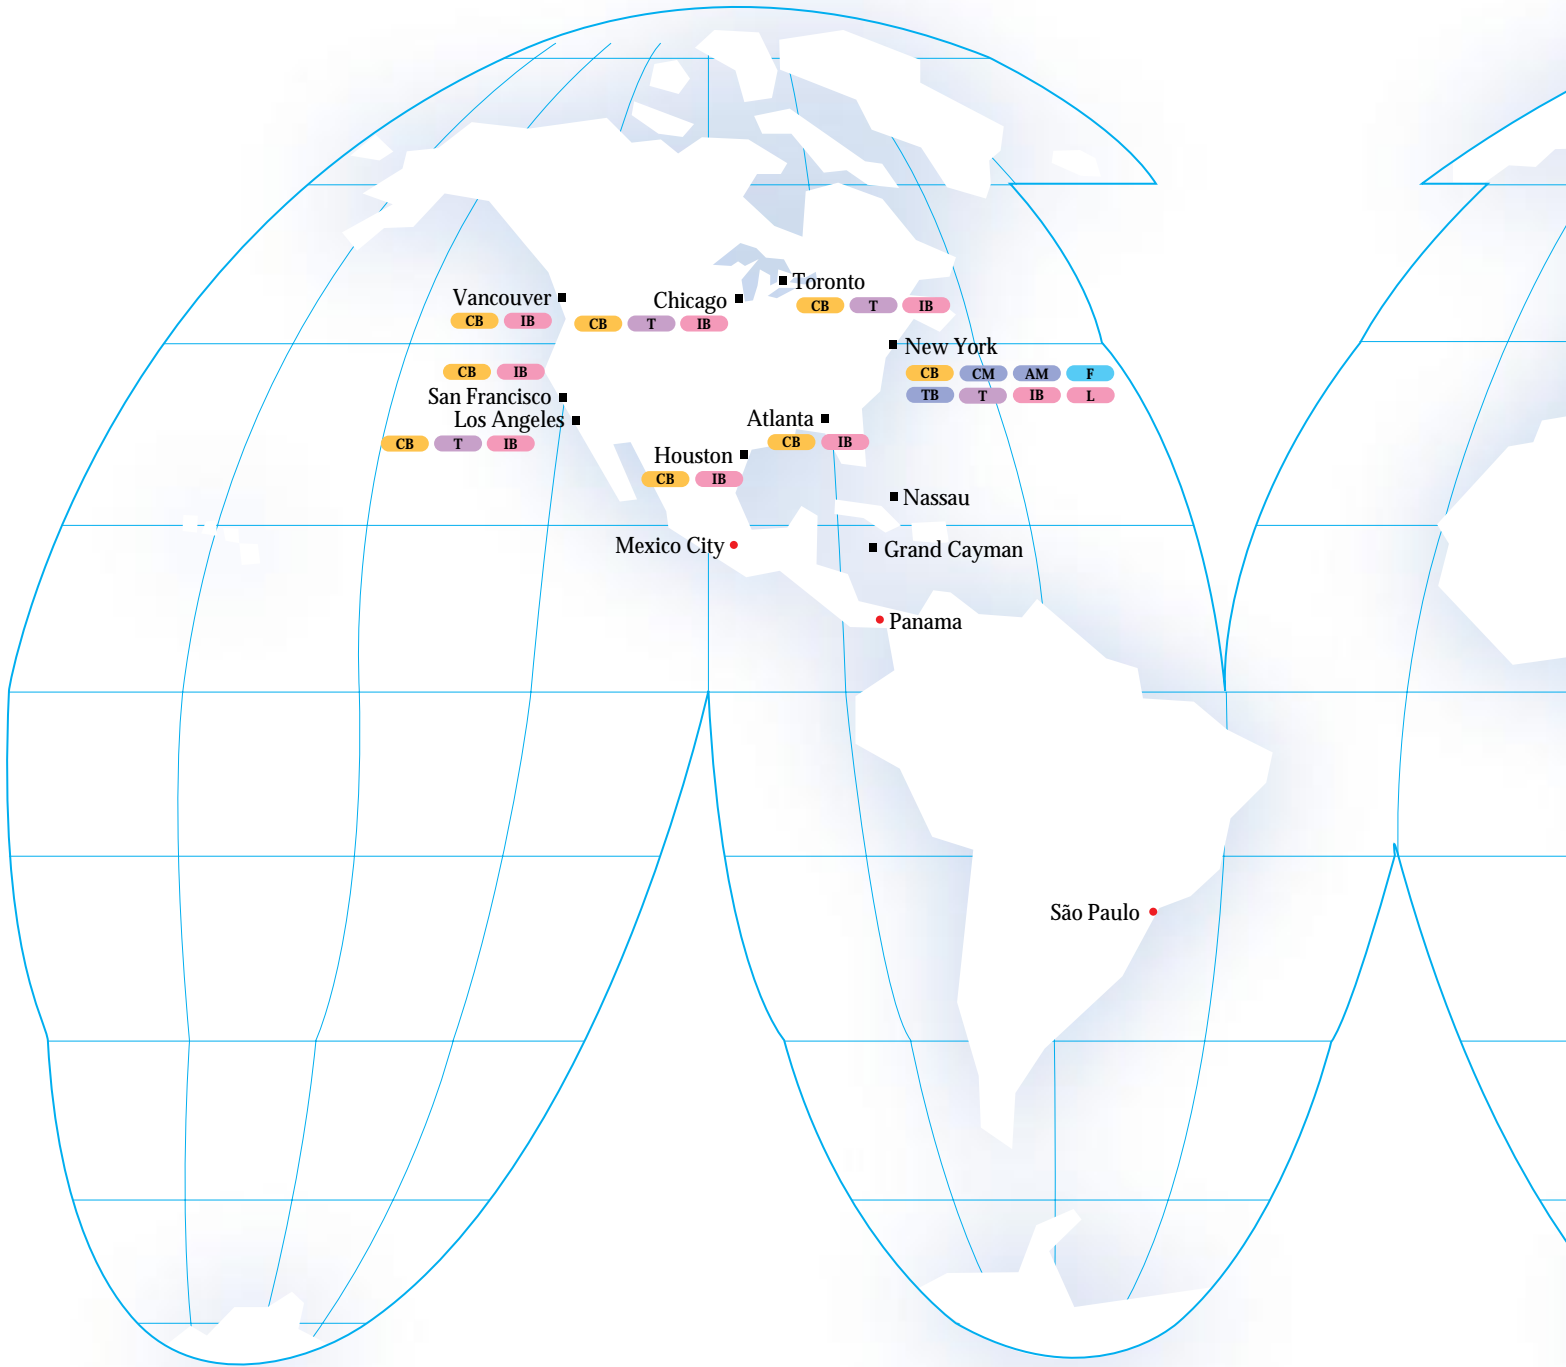 Toronto
CB T IB
Vancouver
CB IB
Chicago
CB T IB
New York
CB CM AM F
TB T IB L
CB IB
San Francisco
Los Angeles
CB T IB
Atlanta
CB IB
Houston
CB IB
Nassau
Mexico City
Grand Cayman
Panama
São Paulo